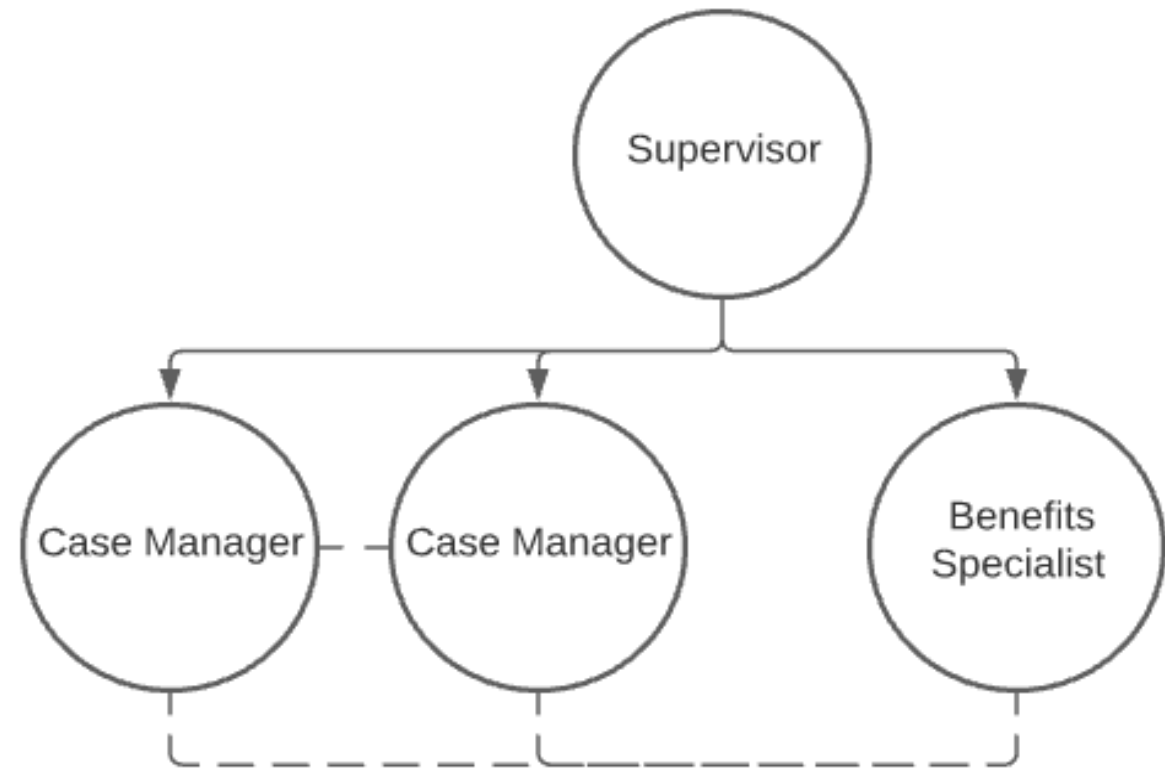 Supervisor
Case Manager
Case Manager
Benefits
Specialist